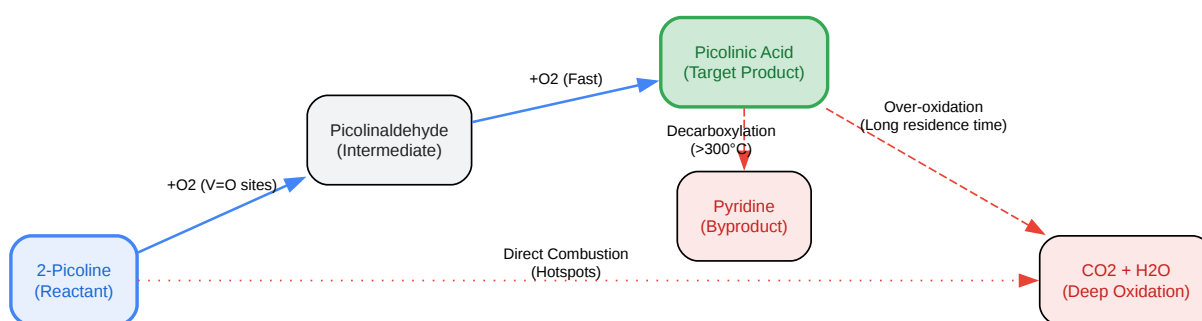 Picolinic Acid
(Target Product)
+O2 (Fast)
Over-oxidation
(Long residence time)
Picolinaldehyde
(Intermediate)
Decarboxylation
(>300°C)
+O2 (V=O sites)
Pyridine
(Byproduct)
2-Picoline
(Reactant)
Direct Combustion
(Hotspots)
CO2 + H2O
(Deep Oxidation)